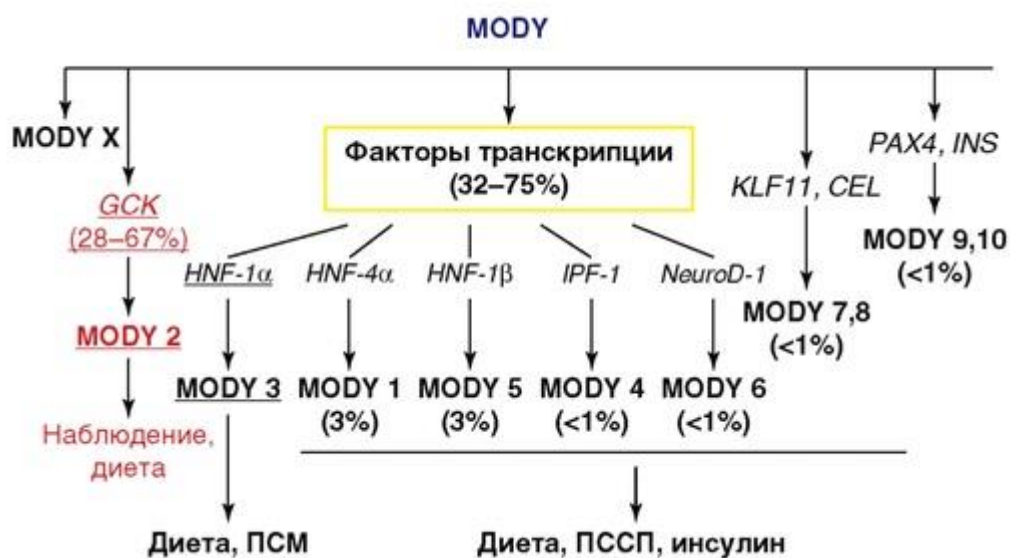 MODY
MODY X
GCK
(28–67%)
MODY 2
Наблюдение,
диета
Факторы транскрипции
(32–75%)
HNF-1α
HNF-4α
HNF-1β
IPF-1
NeuroD-1
MODY 3
MODY 1
(3%)
MODY 5
(3%)
MODY 4
(<1%)
MODY 6
(<1%)
KLF11, CEL
MODY 7,8
(<1%)
PAX4, INS
MODY 9,10
(<1%)
Диета, ПСМ
Диета, ПССП, инсулин